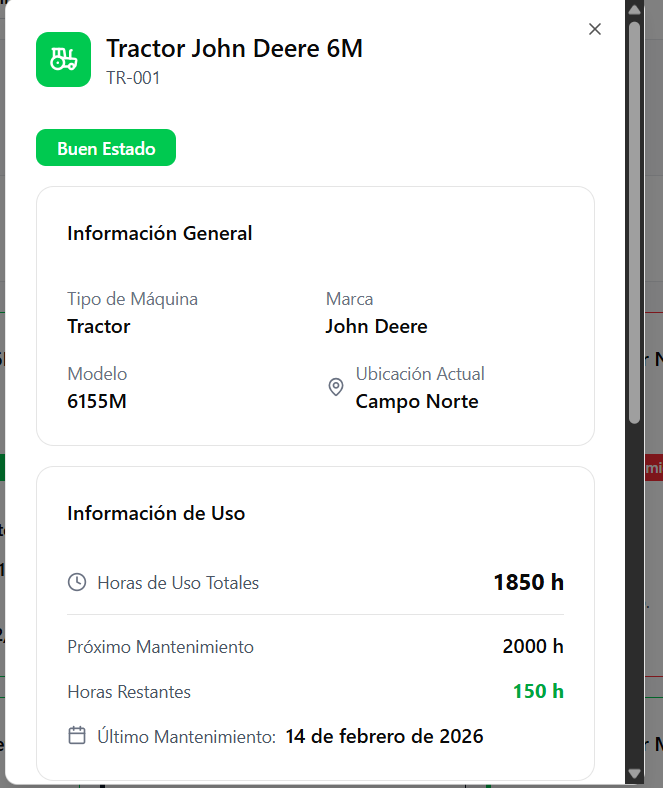 Tractor John Deere 6M
TR-001
Buen Estado
Información General
Tipo de Máquina
Tractor
Marca
John Deere
Modelo
6155M
Ubicación Actual
Campo Norte
Información de Uso
Horas de Uso Totales
1850 h
Próximo Mantenimiento
2000 h
Horas Restantes
150 h
Último Mantenimiento: 14 de febrero de 2026